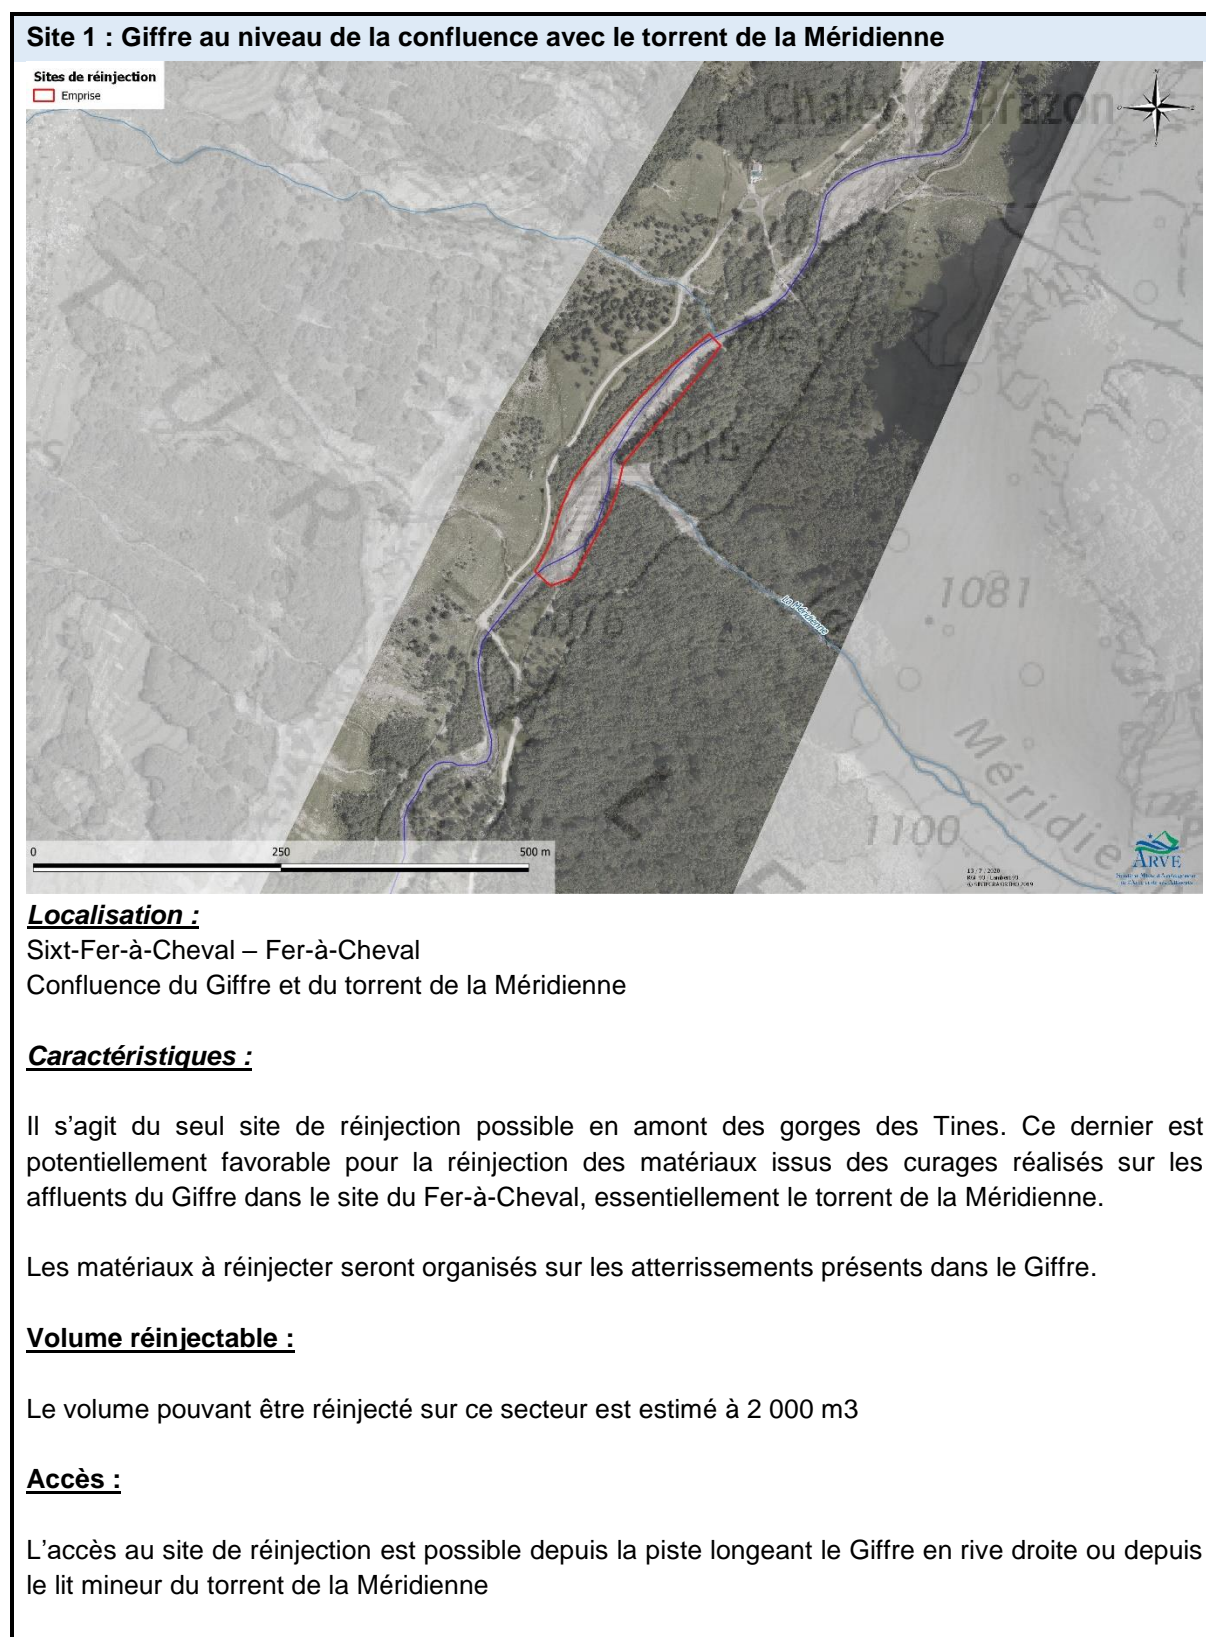 Site 1 : Giffre au niveau de la confluence avec le torrent de la Méridienne
Sites de réinjection
Emprise
1015
1016
La Méridienne
1081
1100
0
250
500 m
ARVE
Localisation :
Sixt-Fer-à-Cheval – Fer-à-Cheval
Confluence du Giffre et du torrent de la Méridienne
Caractéristiques :
Il s’agit du seul site de réinjection possible en amont des gorges des Tines. Ce dernier est
potentiellement favorable pour la réinjection des matériaux issus des curages réalisés sur les
affluents du Giffre dans le site du Fer-à-Cheval, essentiellement le torrent de la Méridienne.
Les matériaux à réinjecter seront organisés sur les atterrissements présents dans le Giffre.
Volume réinjectable :
Le volume pouvant être réinjecté sur ce secteur est estimé à 2 000 m3
Accès :
L’accès au site de réinjection est possible depuis la piste longeant le Giffre en rive droite ou depuis
le lit mineur du torrent de la Méridienne